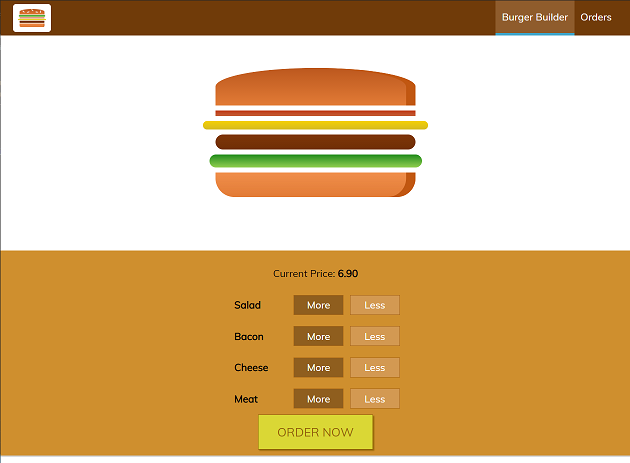 Burger Builder Orders
Current Price: 6.90
Salad More Less
Bacon More Less
Cheese More Less
Meat More Less
ORDER NOW